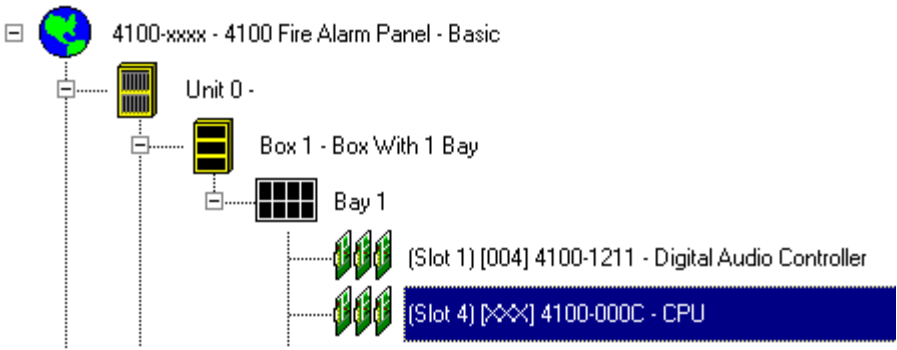 4100-xxxx - 4100 Fire Alarm Panel - Basic
Unit 0 -
Box 1 - Box With 1 Bay
Bay 1
(Slot 1) [004] 4100-1211 - Digital Audio Controller
(Slot 4) [XXX] 4100-000C - CPU